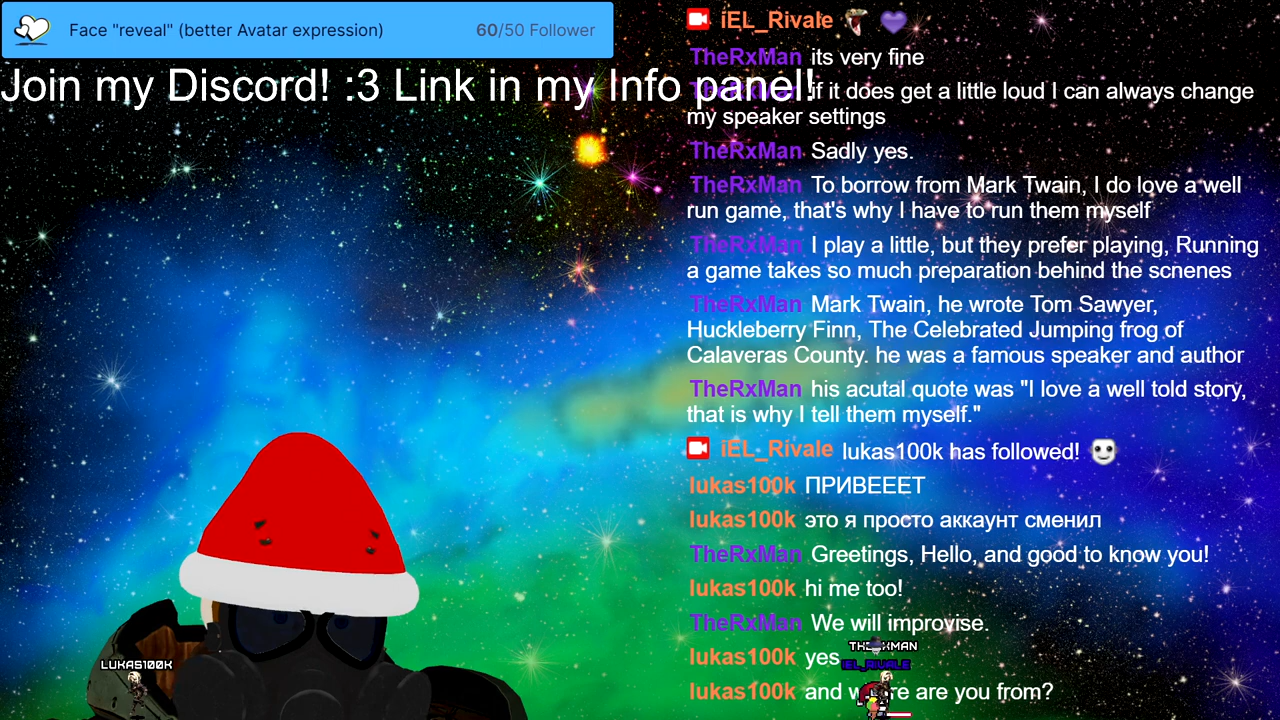 Face "reveal" (better Avatar expression) 60/50 Follower
Join my Discord! :3 Link in my Info panel!
iEL_Rivale
TheRxMan its very fine
if it does get a little loud I can always change
my speaker settings
TheRxMan Sadly yes.
TheRxMan To borrow from Mark Twain, I do love a well
run game, that's why I have to run them myself
TheRxMan I play a little, but they prefer playing, Running
a game takes so much preparation behind the scnenes
TheRxMan Mark Twain, he wrote Tom Sawyer,
Huckleberry Finn, The Celebrated Jumping frog of
Calaveras County. he was a famous speaker and author
TheRxMan his acutal quote was "I love a well told story,
that is why I tell them myself."
iEL_Rivale lukas100k has followed!
lukas100k ПРИВЕЕЕТ
lukas100k это я просто аккаунт сменил
TheRxMan Greetings, Hello, and good to know you!
lukas100k hi me too!
TheRxMan We will improvise.
lukas100k yes
lukas100k and are you from?
LUKAS100K
IEL_RIVALE